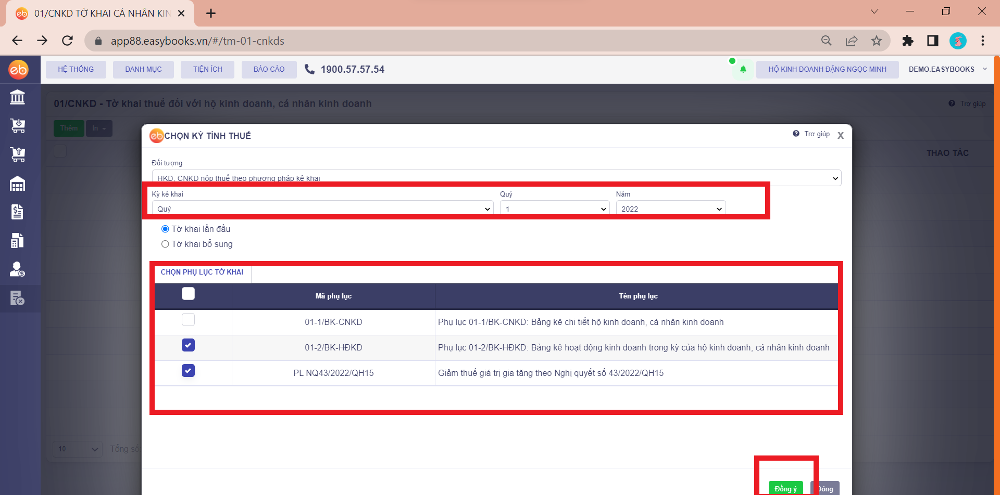 01/CNKD TỜ KHAI CÁ NHÂN KIN
app88.easybooks.vn/#/tm-01-cnkds
eb
HỆ THỐNG
DANH MỤC
TIỆN ÍCH
BÁO CÁO
1900.57.57.54
HỘ KINH DOANH ĐẶNG NGỌC MINH
DEMO.EASYBOOKS
01/CNKD - Tờ khai thuế đối với hộ kinh doanh, cá nhân kinh doanh
Trợ giúp
Thêm
In
THAO TÁC
eb CHỌN KỲ TÍNH THUẾ
Trợ giúp
X
Đối tượng
HKD, CNKD nộp thuế theo phương pháp kê khai
Kỳ kê khai
Quý
Năm
Quý
1
2022
Tờ khai lần đầu
Tờ khai bổ sung
CHỌN PHỤ LỤC TỜ KHAI
Mã phụ lục
Tên phụ lục
01-1/BK-CNKD
Phụ lục 01-1/BK-CNKD: Bảng kê chi tiết hộ kinh doanh, cá nhân kinh doanh
01-2/BK-HĐKD
Phụ lục 01-2/BK-HĐKD: Bảng kê hoạt động kinh doanh trong kỳ của hộ kinh doanh, cá nhân kinh doanh
PL NQ43/2022/QH15
Giảm thuế giá trị gia tăng theo Nghị quyết số 43/2022/QH15
10
Tổng số
Đồng ý
Đóng